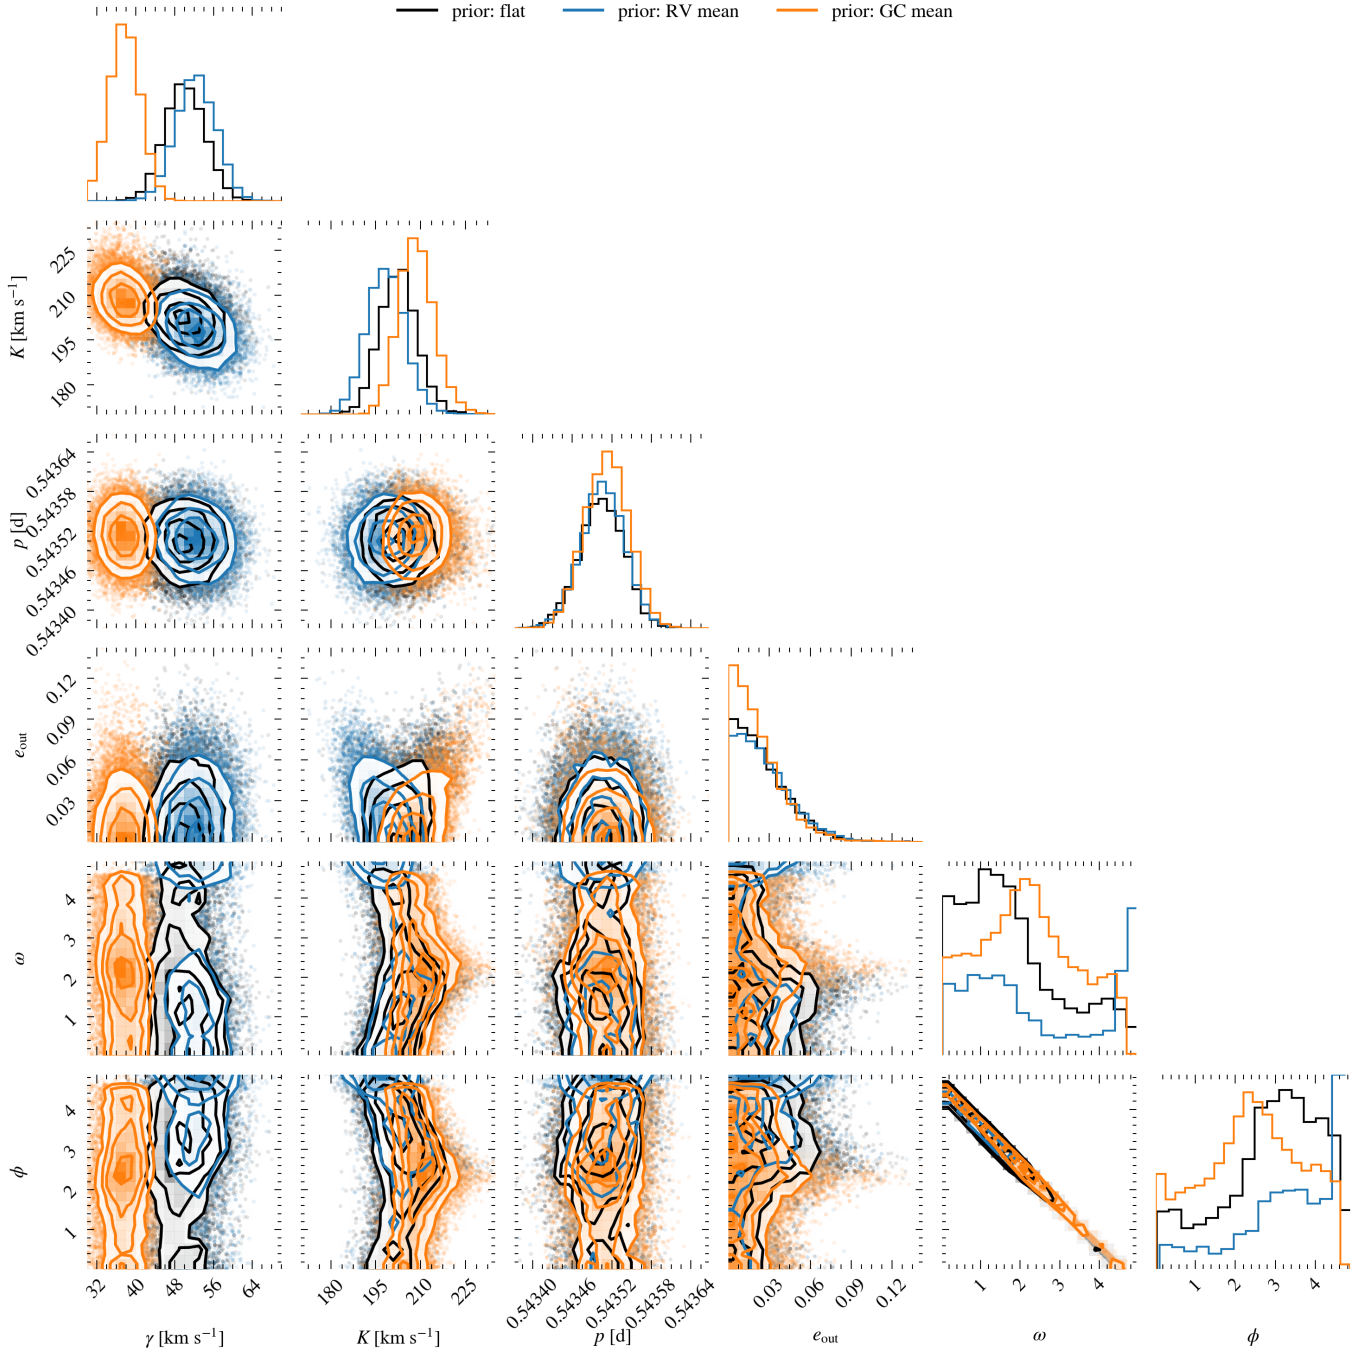 prior: flat prior: RV mean prior: GC mean
K [km s⁻¹]
225
210
195
180
p [d]
0.54364
0.54358
0.54352
0.54346
0.54340
e_out
0.12
0.09
0.06
0.03
ω
4
3
2
1
ϕ
4
3
2
1
32 40 48 56 64 180 195 210 225 0.54340 0.54346 0.54352 0.54358 0.54364 0.03 0.06 0.09 0.12 1 2 3 4 1 2 3 4
γ [km s⁻¹] K [km s⁻¹] p [d] e_out ω ϕ